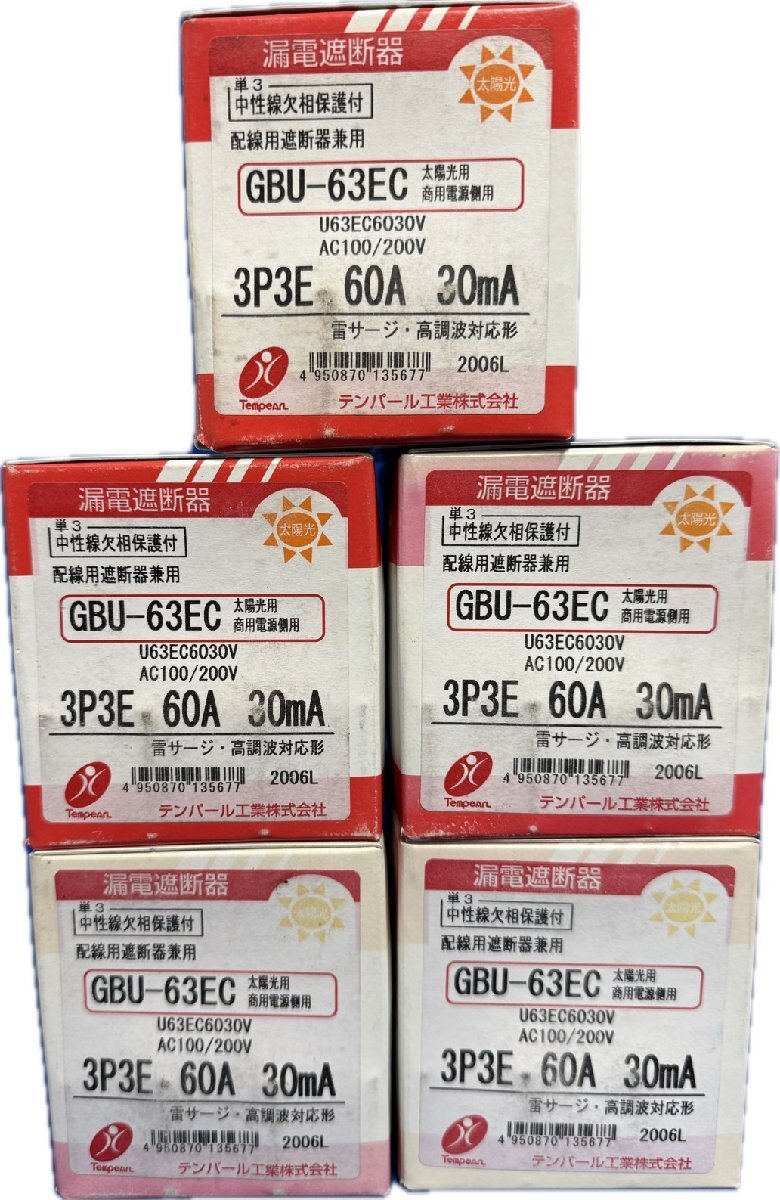 漏電遮断器
太陽光
単3
中性線欠相保護付
配線用遮断器兼用
GBU-63EC 太陽光用
商用電源側用
U63EC6030V
AC100/200V
3P3E 60A 30mA
雷サージ・高調波対応形
4 950870 135677 2006L
Tempearl テンパール工業株式会社
漏電遮断器
太陽光
単3
中性線欠相保護付
配線用遮断器兼用
GBU-63EC 太陽光用
商用電源側用
U63EC6030V
AC100/200V
3P3E 60A 30mA
雷サージ・高調波対応形
4 950870 135677 2006L
Tempearl テンパール工業株式会社
漏電遮断器
太陽光
単3
中性線欠相保護付
配線用遮断器兼用
GBU-63EC 太陽光用
商用電源側用
U63EC6030V
AC100/200V
3P3E 60A 30mA
雷サージ・高調波対応形
4 950870 135677 2006L
Tempearl テンパール工業株式会社
漏電遮断器
太陽光
単3
中性線欠相保護付
配線用遮断器兼用
GBU-63EC 太陽光用
商用電源側用
U63EC6030V
AC100/200V
3P3E 60A 30mA
雷サージ・高調波対応形
4 950870 135677 2006L
Tempearl テンパール工業株式会社
漏電遮断器
太陽光
単3
中性線欠相保護付
配線用遮断器兼用
GBU-63EC 太陽光用
商用電源側用
U63EC6030V
AC100/200V
3P3E 60A 30mA
雷サージ・高調波対応形
4 950870 135677 2006L
Tempearl テンパール工業株式会社